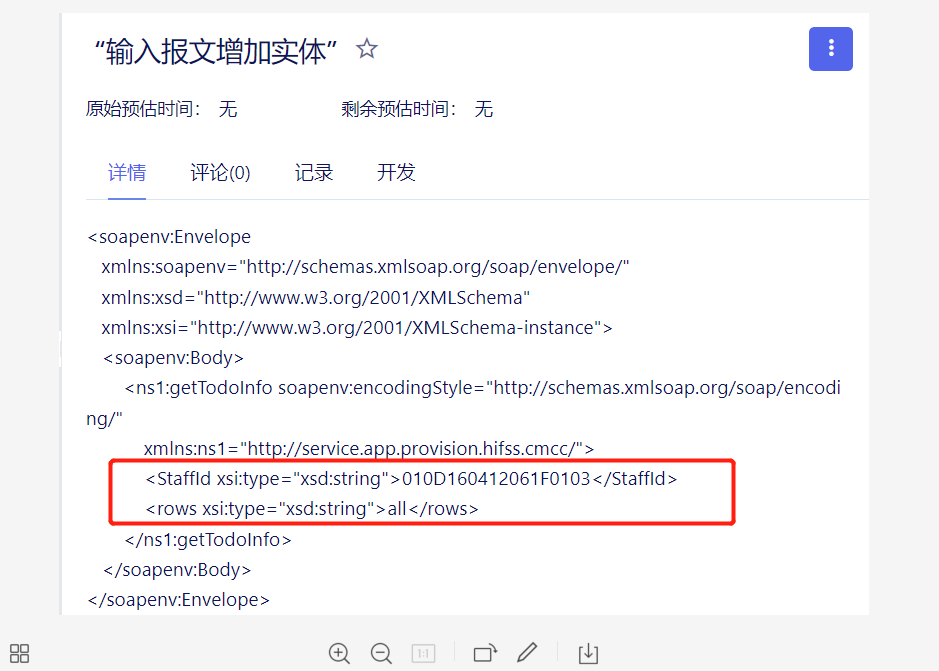 “输入报文增加实体”
原始预估时间： 无 剩余预估时间： 无
详情 评论(0) 记录 开发
<soapenv:Envelope
xmlns:soapenv="http://schemas.xmlsoap.org/soap/envelope/"
xmlns:xsd="http://www.w3.org/2001/XMLSchema"
xmlns:xsi="http://www.w3.org/2001/XMLSchema-instance">
<soapenv:Body>
<ns1:getTodoInfo soapenv:encodingStyle="http://schemas.xmlsoap.org/soap/encodi
ng/"
xmlns:ns1="http://service.app.provision.hifss.cmcc/">
<StaffId xsi:type="xsd:string">010D160412061F0103</StaffId>
<rows xsi:type="xsd:string">all</rows>
</ns1:getTodoInfo>
</soapenv:Body>
</soapenv:Envelope>
1:1